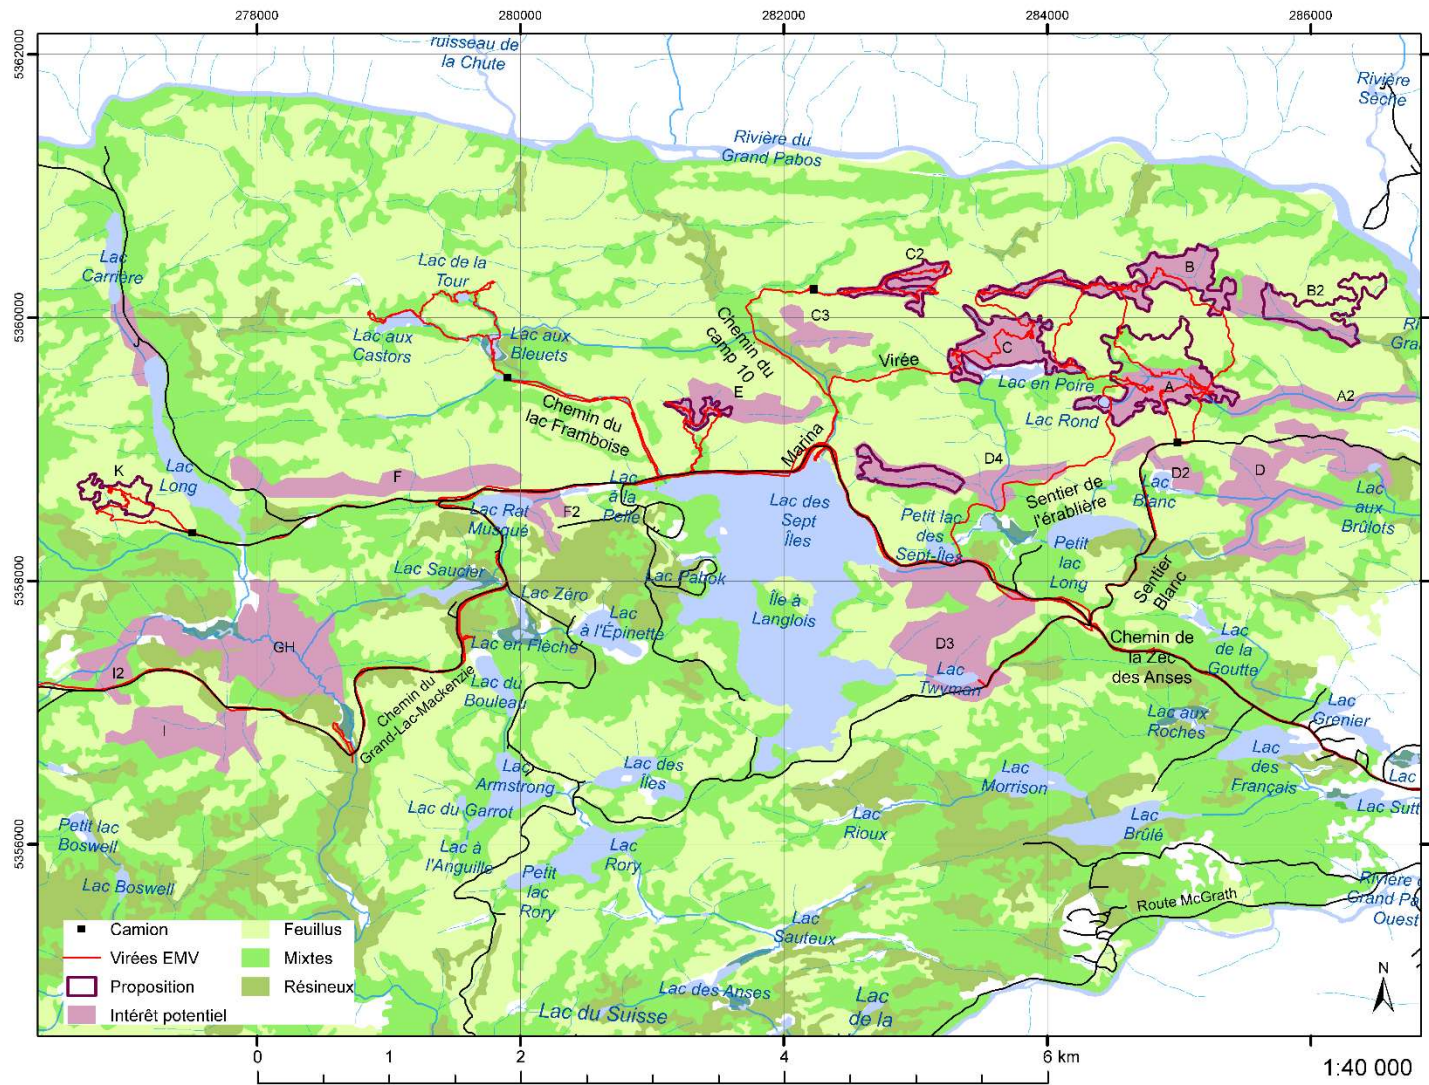 278000
280000
282000
284000
286000
5362000
ruisseau de
la Chute
Rivière
Sèche
Rivière du
Grand Pabos
Lac
Carrière
Lac de la
Tour
C2
B
B2
5360000
Lac aux
Castors
Lac aux
Bleuets
Chemin du
camp 10
C3
C
Virée
Lac en Poire
A
A2
Lac Rond
E
Chemin du
lac Framboise
Marina
K
Lac
Long
F
Lac
à la
Pelle
F2
Lac Rat
Musqué
Lac des
Sept
Îles
D4
Petit lac
des
Sept-Îles
Sentier de
l'érablière
Lac
Blanc
D2
D
Lac
aux
Brûlots
Petit
lac
Long
5358000
Lac Saucier
Lac Zéro
Lac Pabok
Lac
à l'Épinette
Île à
Langlois
Sentier
Blanc
Lac en Flèche
GH
I2
I
D3
Lac
Twyman
Chemin de
la Zec
des Anses
Lac
de la
Goutte
Chemin du
Grand-Lac-Mackenzie
Lac du
Bouleau
Lac aux
Roches
Lac
Grenier
Lac
Armstrong
Lac des
Îles
Lac
Morrison
Lac
des
Français
Lac
Lac Sutt
Lac du Garrot
Lac
Rioux
Lac
Brûlé
5356000
Petit lac
Boswell
Lac à
l'Anguille
Lac
Rory
Petit
lac
Rory
Lac Boswell
Route McGrath
Grand Pa
Ouest
Lac
Sauteux
Lac des Anses
Lac du Suisse
Lac
de la
Camion
Virées EMV
Proposition
Intérêt potentiel
Feuillus
Mixtes
Résineux
N
0
1
2
4
6 km
1:40 000